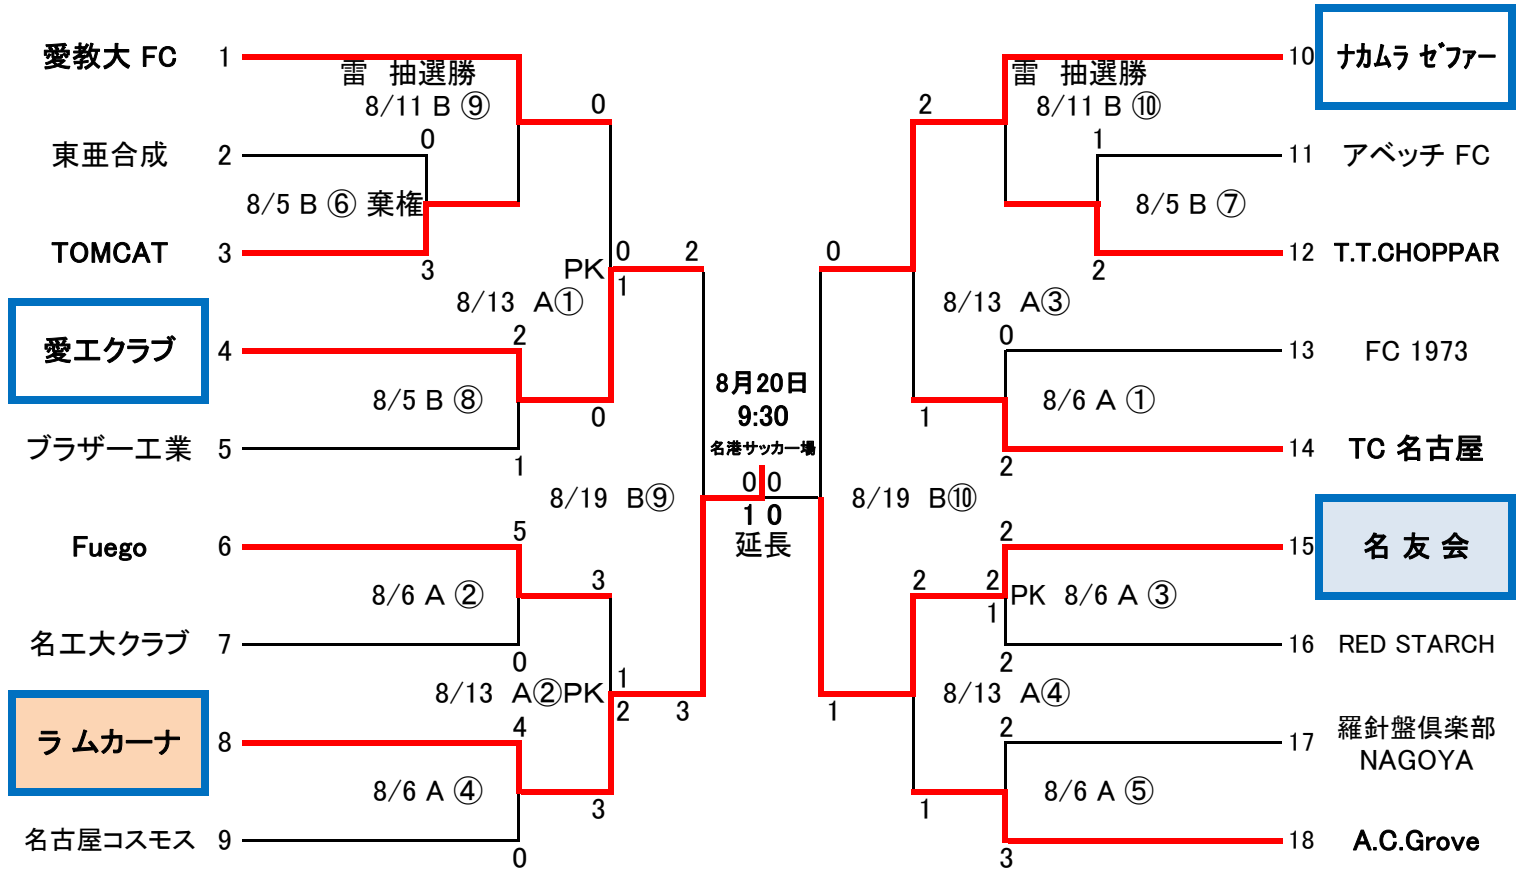 愛教大 FC 1
雷 抽選勝
8/11 B ⑨
0
東亜合成 2
0
8/5 B ⑥ 棄権
TOMCAT 3
3
PK
0
1
2
8/13 A①
愛工クラブ 4
2
8/5 B ⑧
0
ブラザー工業 5
1
8/19 B⑨
Fuego 6
5
3
8/6 A ②
名工大クラブ 7
0
8/13 A②PK
1
2
3
ラ ムカーナ 8
4
8/6 A ④
3
名古屋コスモス 9
0
8月20日
9:30
名港サッカー場
0 0
1 0
延長
10 ナカムラ ゼファー
雷 抽選勝
8/11 B ⑩
2
11 アベッチ FC
1
8/5 B ⑦
12 T.T.CHOPPAR
2
0
8/13 A③
13 FC 1973
0
8/6 A ①
1
14 TC 名古屋
2
8/19 B⑩
15 名 友 会
2
2
2
1
PK 8/6 A ③
16 RED STARCH
2
8/13 A④
1
17 羅針盤倶楽部
NAGOYA
2
8/6 A ⑤
1
18 A.C.Grove
3